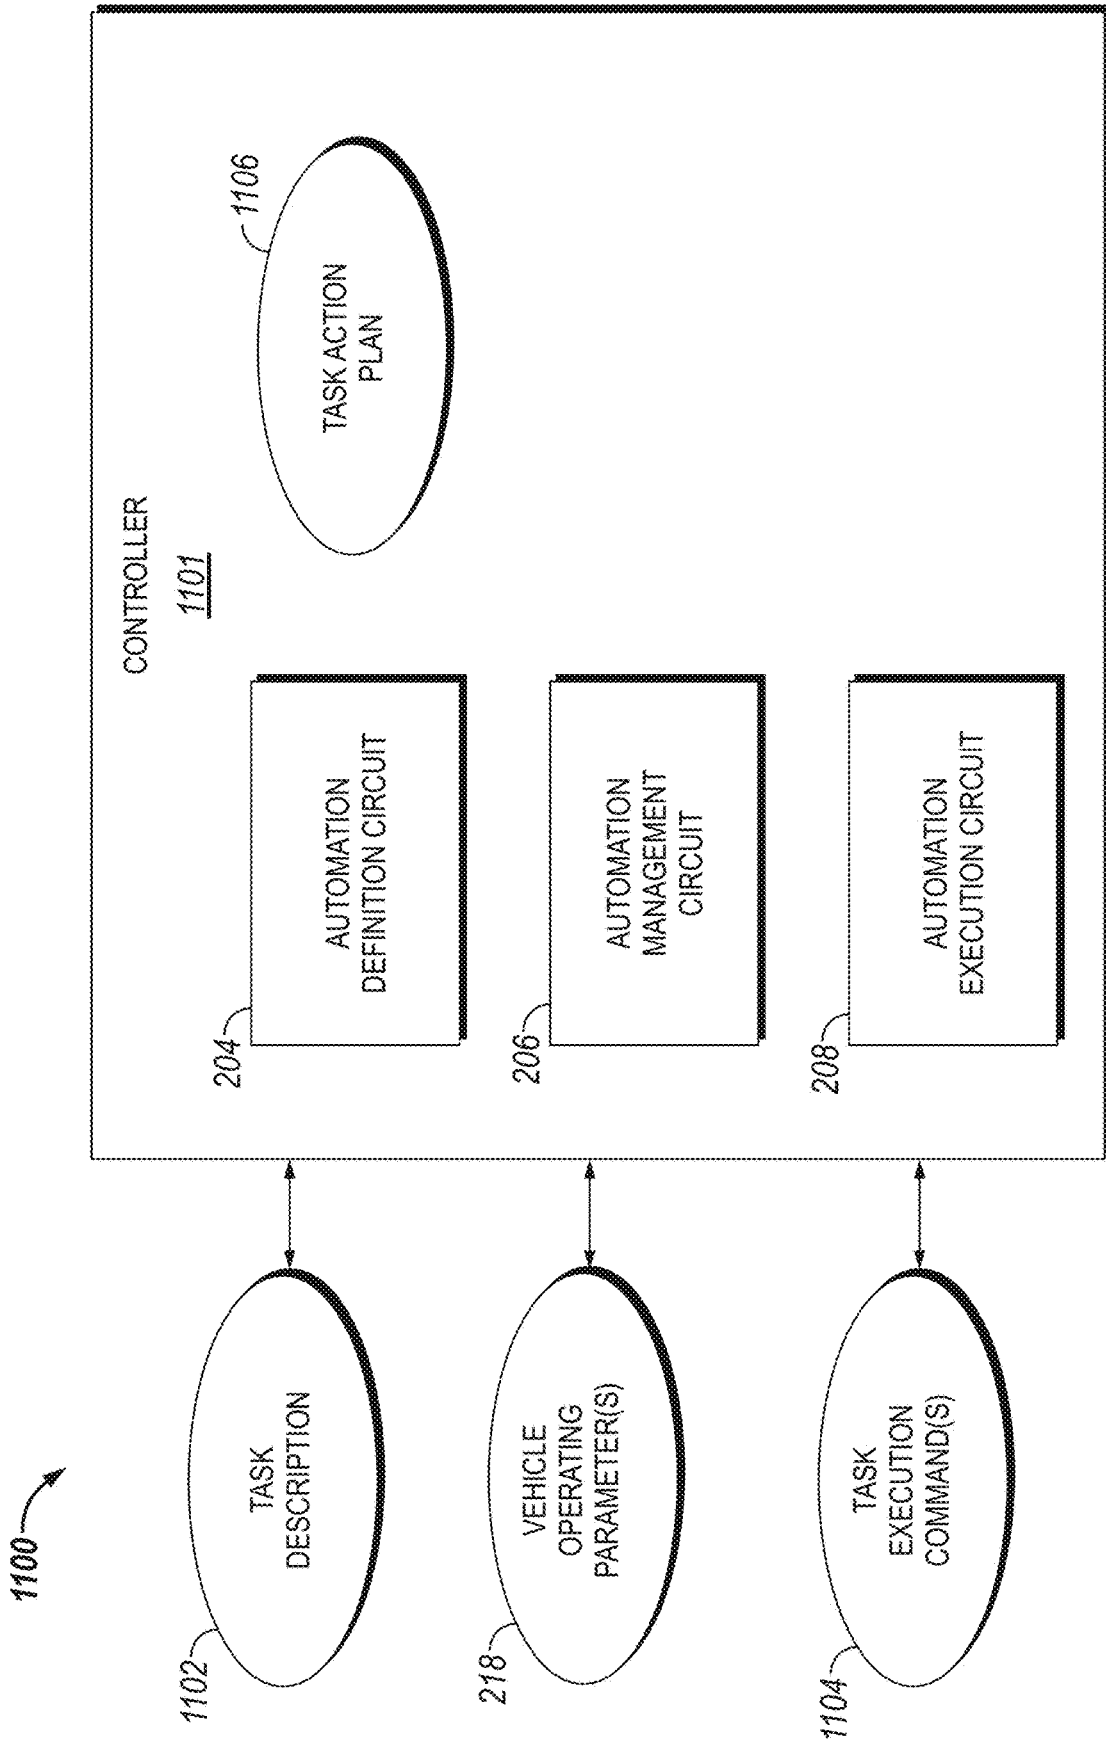 1100
CONTROLLER
1101
1102
TASK
DESCRIPTION
204
AUTOMATION
DEFINITION CIRCUIT
1106
TASK ACTION
PLAN
218
VEHICLE
OPERATING
PARAMETER(S)
206
AUTOMATION
MANAGEMENT
CIRCUIT
1104
TASK
EXECUTION
COMMAND(S)
208
AUTOMATION
EXECUTION CIRCUIT